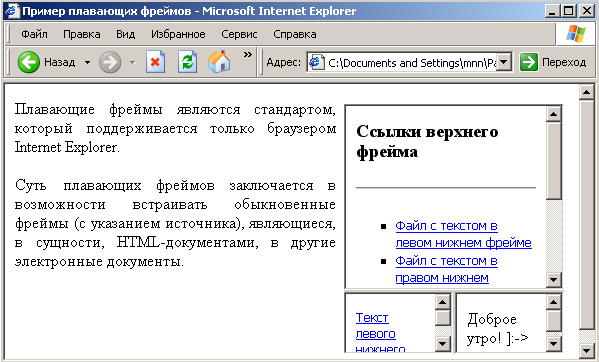 Пример плавающих фреймов - Microsoft Internet Explorer
Файл Правка Вид Избранное Сервис Справка
Назад » Адрес: C:\Documents and Settings\mnn\Ра Переход
Плавающие фреймы являются стандартом,
который поддерживается только браузером
Internet Explorer.
Суть плавающих фреймов заключается в
возможности встраивать обыкновенные
фреймы (с указанием источника), являющиеся,
в сущности, HTML-документами, в другие
электронные документы.
Ссылки верхнего
фрейма
Файл с текстом в
левом нижнем фрейме
Файл с текстом в
правом нижнем
Текст
левого
нижнего
Доброе
утро! ]:->